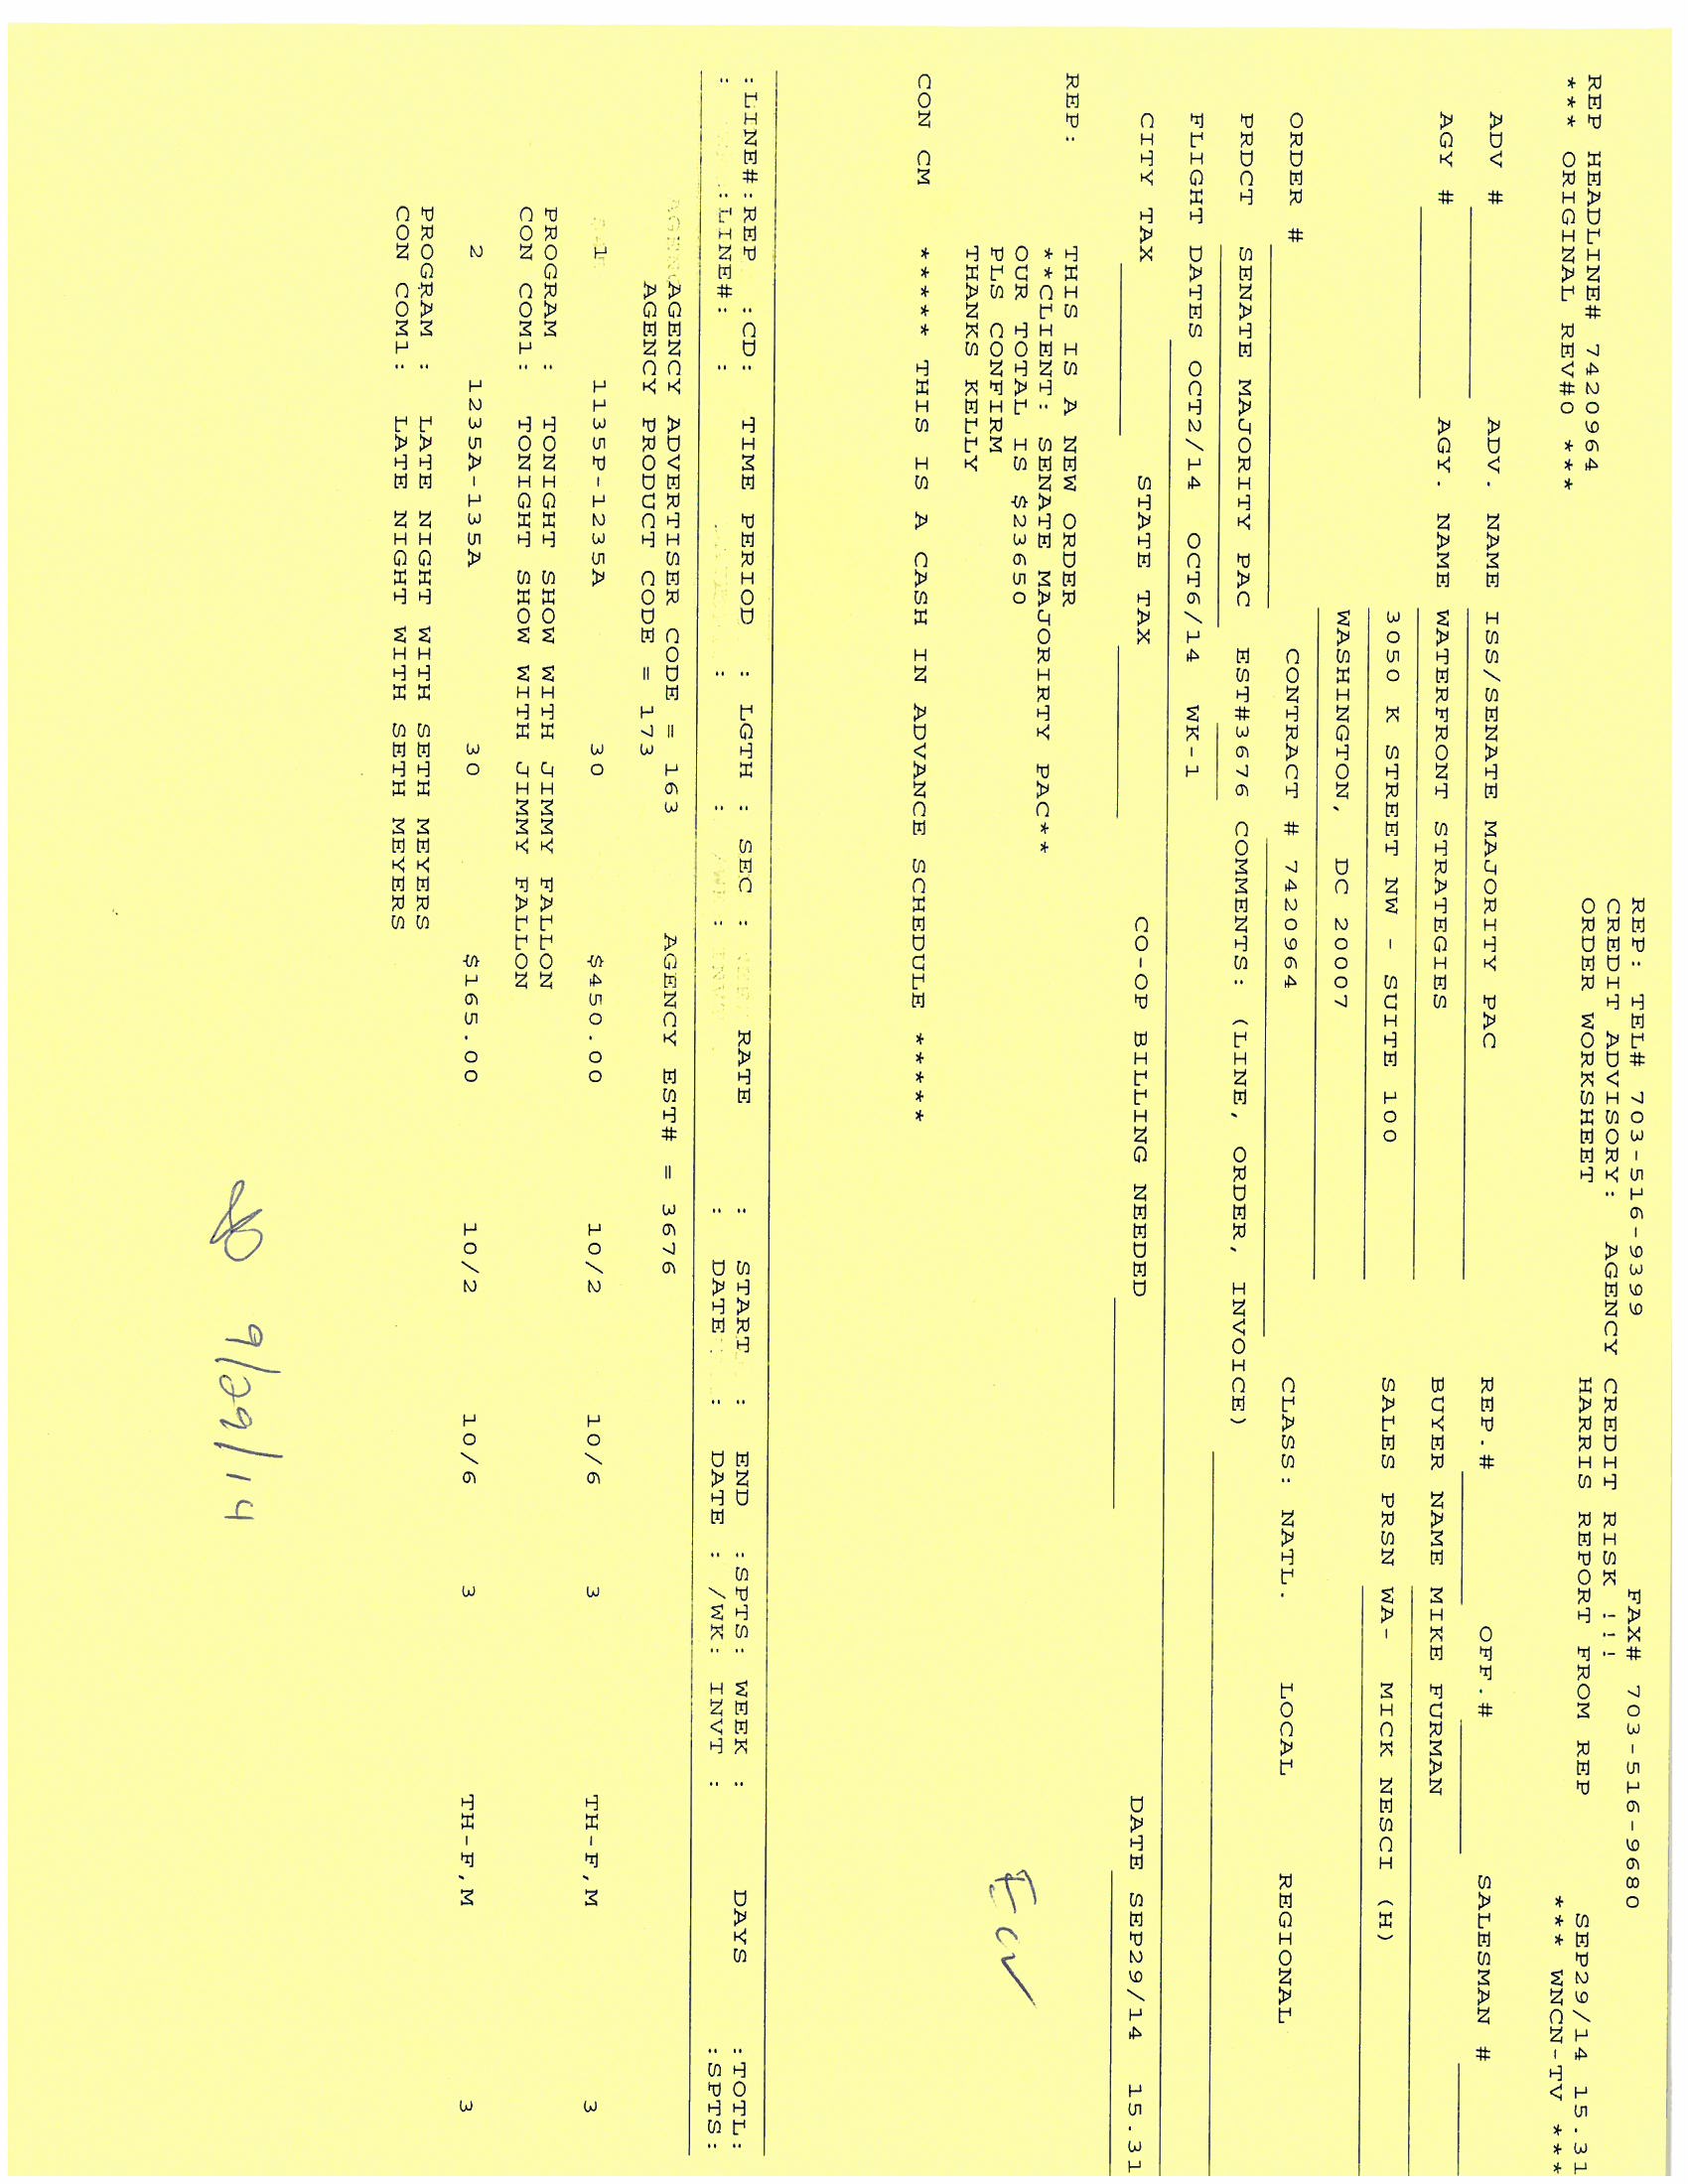 REP: TEL# 703-516-9399 FAX# 703-516-9680
CREDIT ADVISORY: AGENCY CREDIT RISK !!!
REP HEADLINE# 7420964 ORDER WORKSHEET HARRIS REPORT FROM REP SEP29/14 15.31
*** ORIGINAL REV#0 *** *** WNCN-TV ***
ADV # ADV. NAME ISS/SENATE MAJORITY PAC REP.# OFF.# SALESMAN #
AGY # AGY. NAME WATERFRONT STRATEGIES BUYER NAME MIKE FURMAN
3050 K STREET NW - SUITE 100 SALES PRSN WA- MICK NESCI (H)
WASHINGTON, DC 20007
ORDER # CONTRACT # 7420964 CLASS: NATL. LOCAL REGIONAL
PRDCT SENATE MAJORITY PAC EST#3676 COMMENTS: (LINE, ORDER, INVOICE)
FLIGHT DATES OCT2/14 OCT6/14 WK-1
CITY TAX STATE TAX CO-OP BILLING NEEDED DATE SEP29/14 15.31
REP: THIS IS A NEW ORDER
**CLIENT: SENATE MAJORIRTY PAC**
OUR TOTAL IS $23650
PLS CONFIRM
THANKS KELLY
CON CM ***** THIS IS A CASH IN ADVANCE SCHEDULE *****
:LINE#:REP :CD: TIME PERIOD : LGTH : SEC : RATE : START : END :SPTS: WEEK : DAYS :TOTL:
: :LINE#: : : : : : DATE : DATE : /WK: INVT : :SPTS:
AGENCY ADVERTISER CODE = 163 AGENCY EST# = 3676
AGENCY PRODUCT CODE = 173
1 1135P-1235A 30 $450.00 10/2 10/6 3 TH-F,M 3
PROGRAM : TONIGHT SHOW WITH JIMMY FALLON
CON COM1: TONIGHT SHOW WITH JIMMY FALLON
2 1235A-135A 30 $165.00 10/2 10/6 3 TH-F,M 3
PROGRAM : LATE NIGHT WITH SETH MEYERS
CON COM1: LATE NIGHT WITH SETH MEYERS
9/29/14